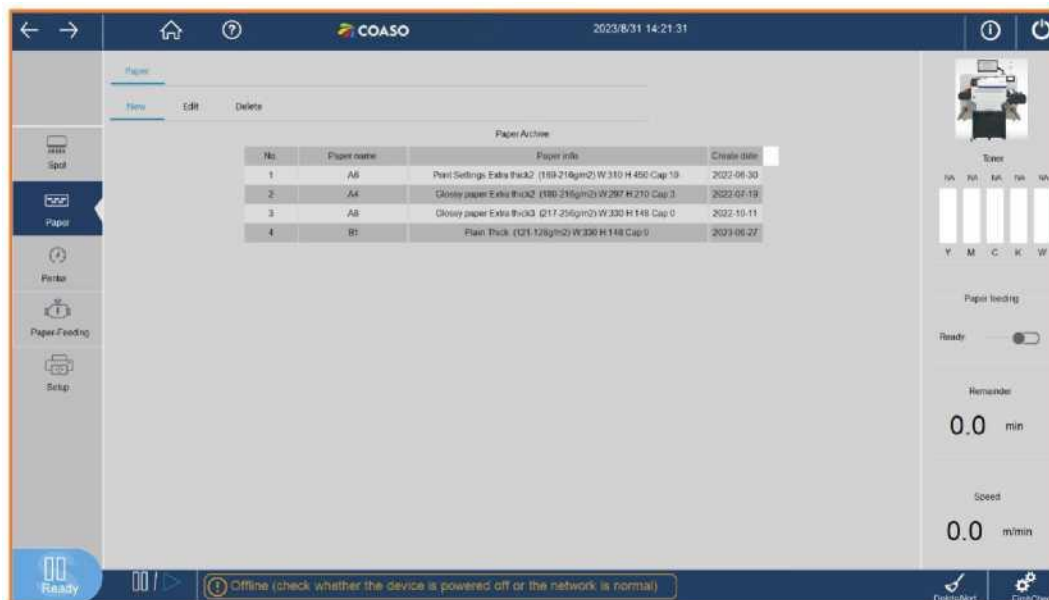 COASO 2023/8/31 14:21:31
Paper
New Edit Delete
Paper Archive
No. Paper name Paper info Create date
1 A6 Print Settings Extra thick2 (169-216g/m2) W:310 H:450 Cap:10 2022-06-30
2 A4 Glossy paper Extra thick2 (180-216g/m2) W:297 H:210 Cap:3 2022-07-19
3 A8 Glossy paper Extra thick3 (217-256g/m2) W:330 H:148 Cap:0 2022-10-11
4 B1 Plain Thick (121-128g/m2) W:330 H:148 Cap:0 2023-06-27
Spot
Paper
Printer
Paper-Feeding
Setup
Toner
NA NA NA NA NA
Y M C K W
Paper feeding
Ready
Remainder
0.0 min
Speed
0.0 m/min
Ready
Offline (check whether the device is powered off or the network is normal)